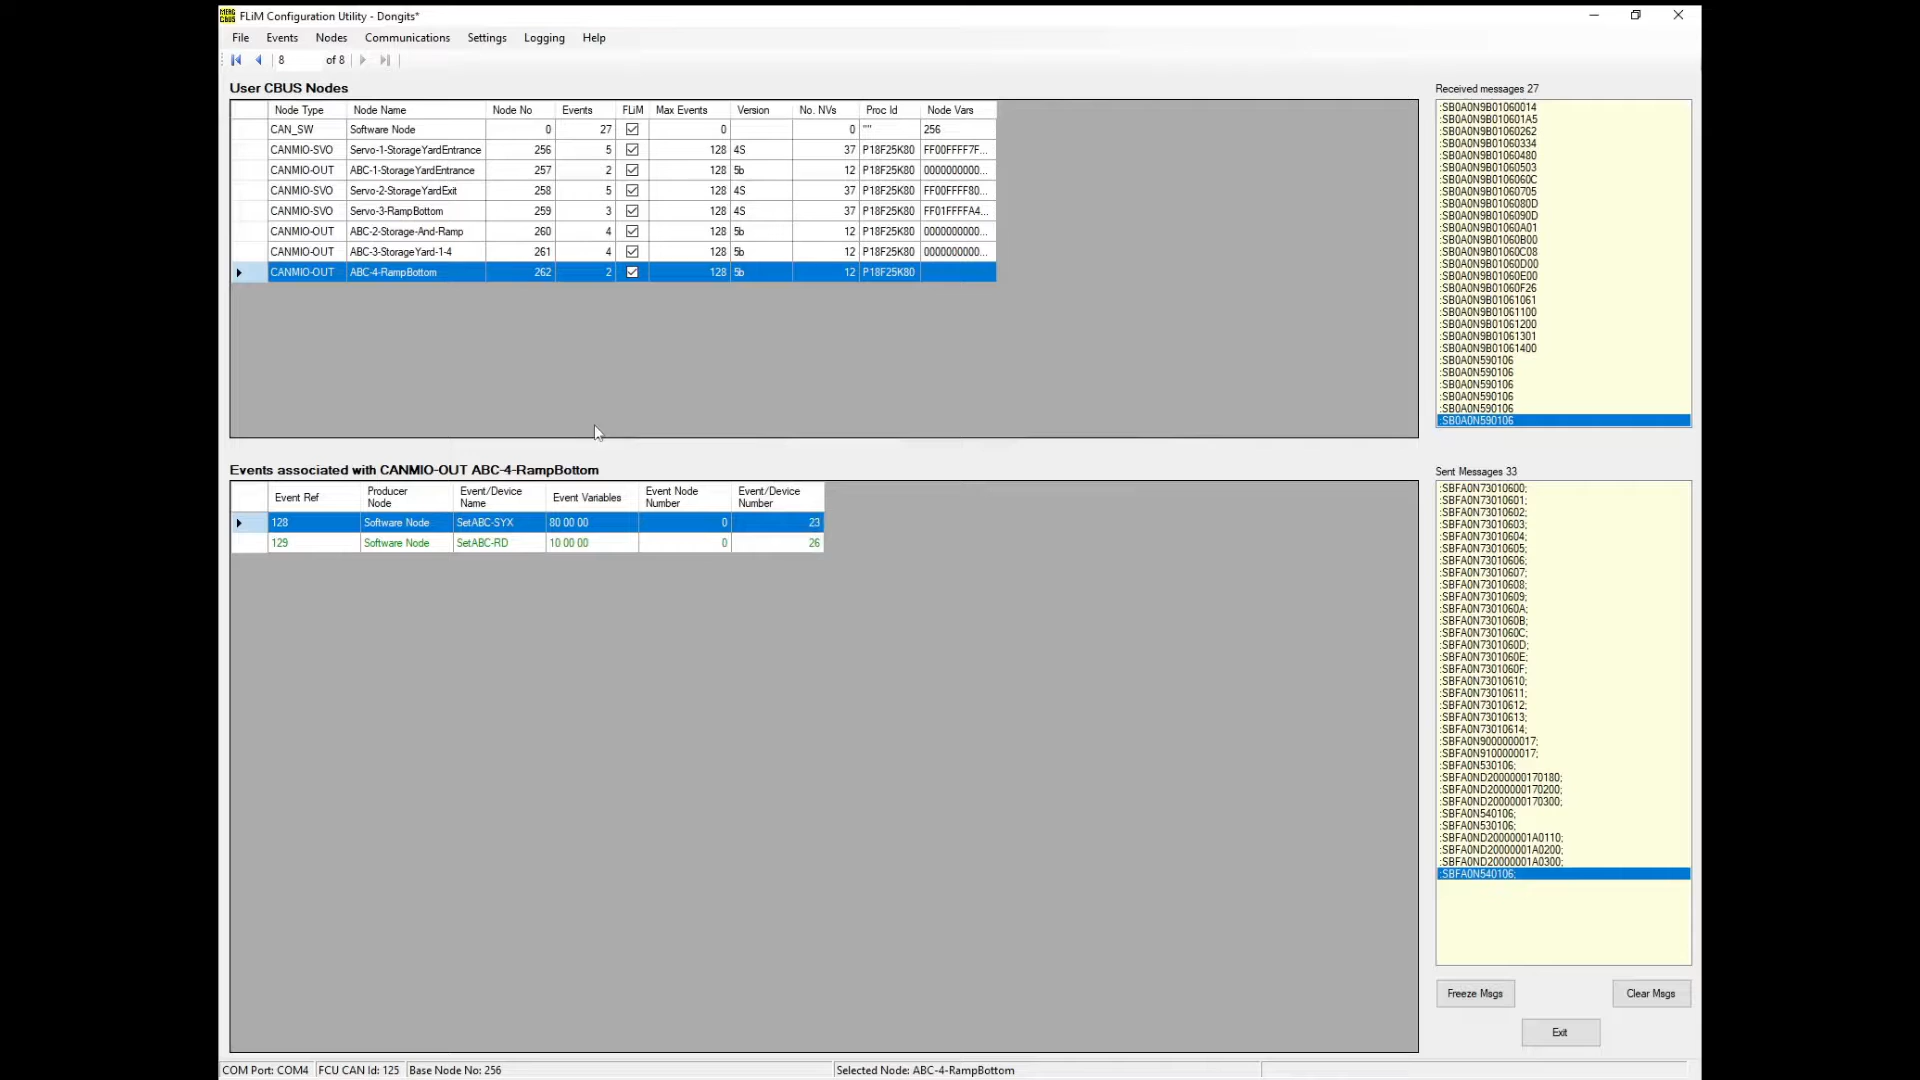 MERG CBUS FLiM Configuration Utility - Dongits*
File Events Nodes Communications Settings Logging Help
8 of 8
User CBUS Nodes
Node Type Node Name Node No Events FLiM Max Events Version No. NVs Proc Id Node Vars
CAN_SW Software Node 0 27 0 0 "" 256
CANMIO-SVO Servo-1-StorageYardEntrance 256 5 128 4S 37 P18F25K80 FF00FFFF7F...
CANMIO-OUT ABC-1-StorageYardEntrance 257 2 128 5b 12 P18F25K80 0000000000...
CANMIO-SVO Servo-2-StorageYardExit 258 5 128 4S 37 P18F25K80 FF00FFFF80...
CANMIO-SVO Servo-3-RampBottom 259 3 128 4S 37 P18F25K80 FF01FFFFA4...
CANMIO-OUT ABC-2-Storage-And-Ramp 260 4 128 5b 12 P18F25K80 0000000000...
CANMIO-OUT ABC-3-StorageYard-1-4 261 4 128 5b 12 P18F25K80 0000000000...
CANMIO-OUT ABC-4-RampBottom 262 2 128 5b 12 P18F25K80
Received messages 27
:SB0A0N9B01060014
:SB0A0N9B010601A5
:SB0A0N9B01060262
:SB0A0N9B01060334
:SB0A0N9B01060480
:SB0A0N9B01060503
:SB0A0N9B0106060C
:SB0A0N9B01060705
:SB0A0N9B0106080D
:SB0A0N9B0106090D
:SB0A0N9B01060A01
:SB0A0N9B01060B00
:SB0A0N9B01060C08
:SB0A0N9B01060D00
:SB0A0N9B01060E00
:SB0A0N9B01060F26
:SB0A0N9B01061061
:SB0A0N9B01061100
:SB0A0N9B01061200
:SB0A0N9B01061301
:SB0A0N9B01061400
:SB0A0N590106
:SB0A0N590106
:SB0A0N590106
:SB0A0N590106
:SB0A0N590106
:SB0A0N590106
Events associated with CANMIO-OUT ABC-4-RampBottom
Event Ref Producer Node Event/Device Name Event Variables Event Node Number Event/Device Number
128 Software Node SetABC-SYX 80 00 00 0 23
129 Software Node SetABC-RD 10 00 00 0 26
Sent Messages 33
:SBFA0N73010600;
:SBFA0N73010601;
:SBFA0N73010602;
:SBFA0N73010603;
:SBFA0N73010604;
:SBFA0N73010605;
:SBFA0N73010606;
:SBFA0N73010607;
:SBFA0N73010608;
:SBFA0N73010609;
:SBFA0N7301060A;
:SBFA0N7301060B;
:SBFA0N7301060C;
:SBFA0N7301060D;
:SBFA0N7301060E;
:SBFA0N7301060F;
:SBFA0N73010610;
:SBFA0N73010611;
:SBFA0N73010612;
:SBFA0N73010613;
:SBFA0N73010614;
:SBFA0N9000000017;
:SBFA0N9100000017;
:SBFA0N530106;
:SBFA0ND2000000170180;
:SBFA0ND2000000170200;
:SBFA0ND2000000170300;
:SBFA0N540106;
:SBFA0N530106;
:SBFA0ND20000001A0110;
:SBFA0ND20000001A0200;
:SBFA0ND20000001A0300;
:SBFA0N540106;
Freeze Msgs Clear Msgs
Exit
COM Port: COM4 FCU CAN Id: 125 Base Node No: 256 Selected Node: ABC-4-RampBottom